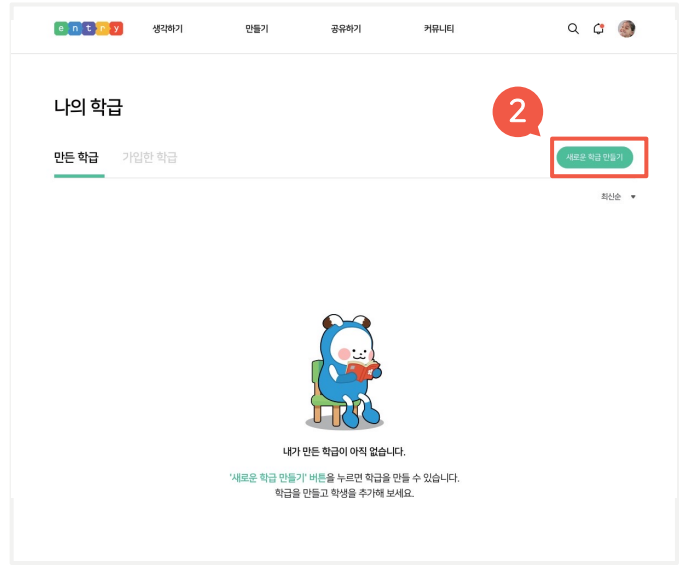 entry 생각하기 만들기 공유하기 커뮤니티
나의 학급
2
만든 학급 가입한 학급 새로운 학급 만들기
최신순
내가 만든 학급이 아직 없습니다.
'새로운 학급 만들기' 버튼을 누르면 학급을 만들 수 있습니다.
학급을 만들고 학생을 추가해 보세요.